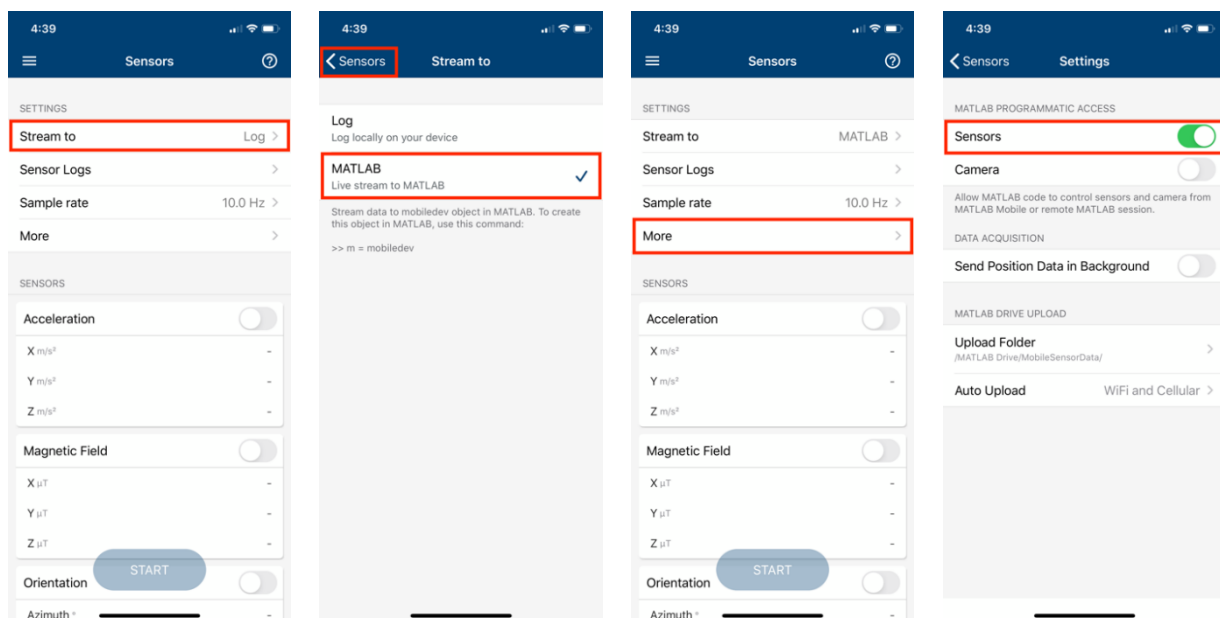 4:39
Sensors
SETTINGS
Stream to Log >
Sensor Logs >
Sample rate 10.0 Hz >
More >
SENSORS
Acceleration
X m/s² -
Y m/s² -
Z m/s² -
Magnetic Field
X µT -
Y µT -
Z µT -
START
Orientation
Azimuth ° -
4:39
Sensors Stream to
Log
Log locally on your device
MATLAB
Live stream to MATLAB
Stream data to mobiledev object in MATLAB. To create
this object in MATLAB, use this command:
>> m = mobiledev
4:39
Sensors
SETTINGS
Stream to MATLAB >
Sensor Logs >
Sample rate 10.0 Hz >
More >
SENSORS
Acceleration
X m/s² -
Y m/s² -
Z m/s² -
Magnetic Field
X µT -
Y µT -
Z µT -
START
Orientation
Azimuth ° -
4:39
Sensors Settings
MATLAB PROGRAMMATIC ACCESS
Sensors
Camera
Allow MATLAB code to control sensors and camera from
MATLAB Mobile or remote MATLAB session.
DATA ACQUISITION
Send Position Data in Background
MATLAB DRIVE UPLOAD
Upload Folder
/MATLAB Drive/MobileSensorData/
Auto Upload WiFi and Cellular >